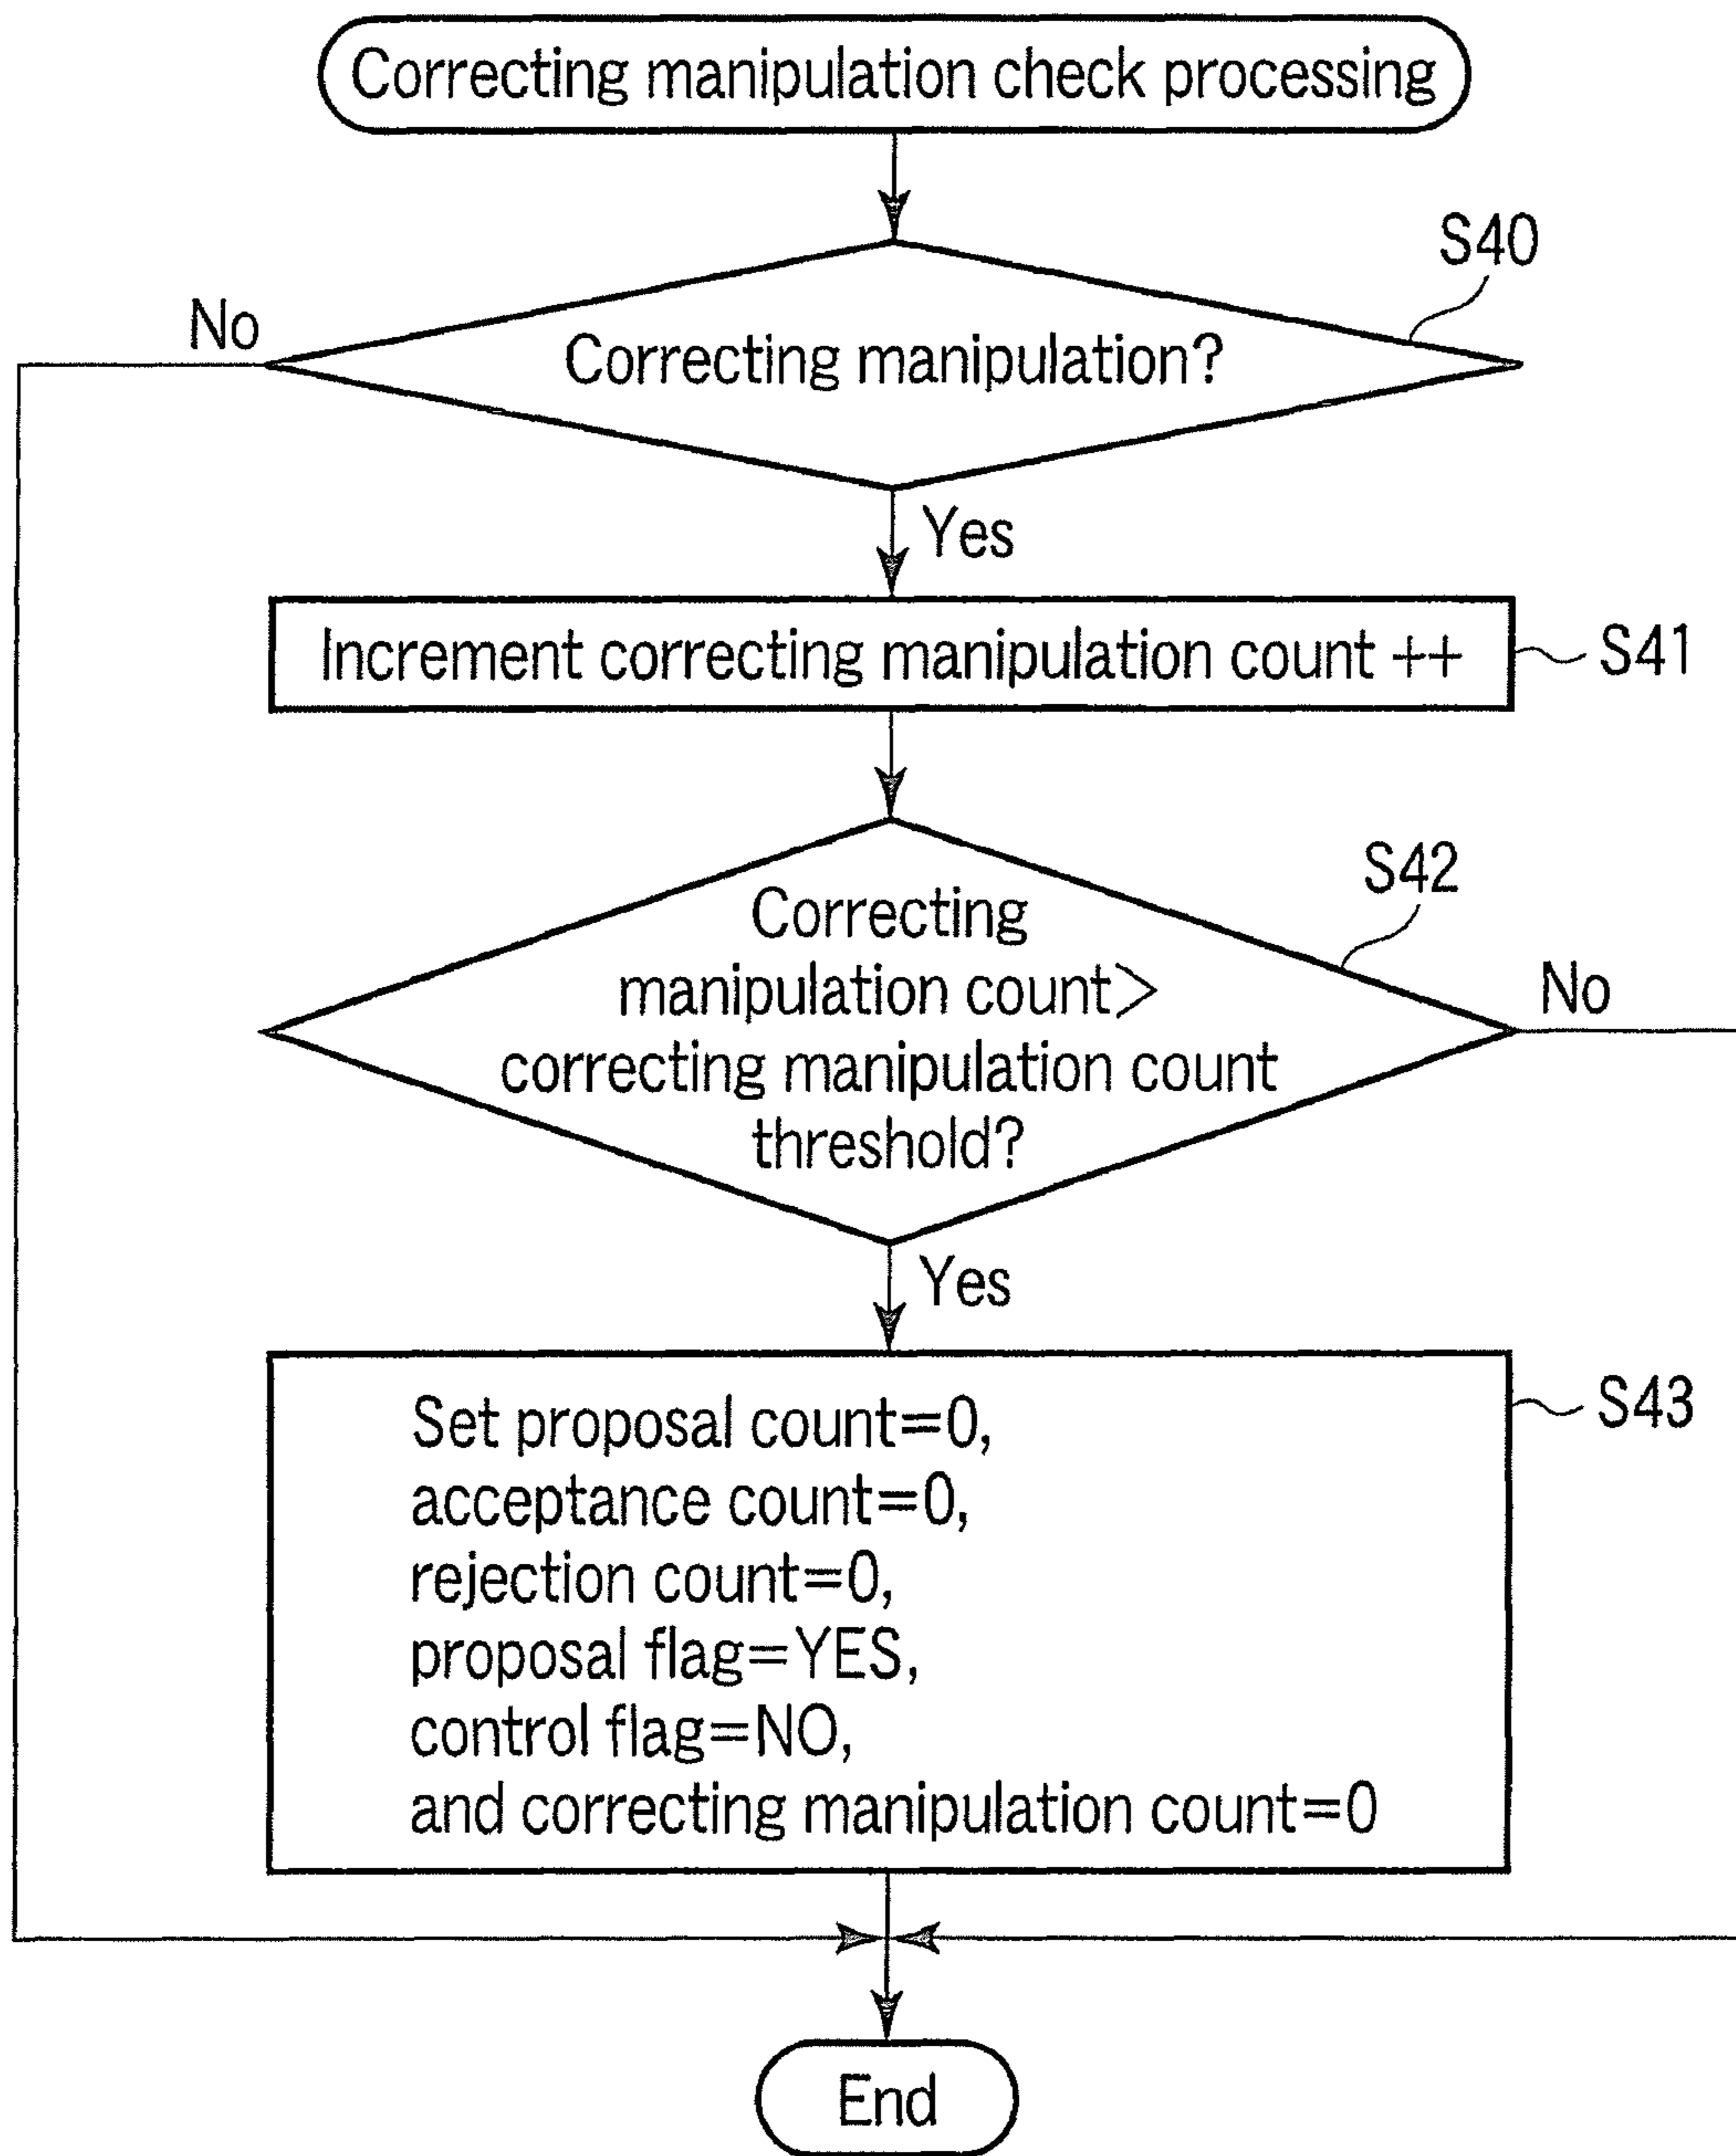 Correcting manipulation check processing
S40
No
Correcting manipulation?
Yes
Increment correcting manipulation count ++
S41
S42
Correcting
manipulation count>
No
correcting manipulation count
threshold?
Yes
S43
Set proposal count=0,
acceptance count=0,
rejection count=0,
proposal flag=YES,
control flag=NO,
and correcting manipulation count=0
End